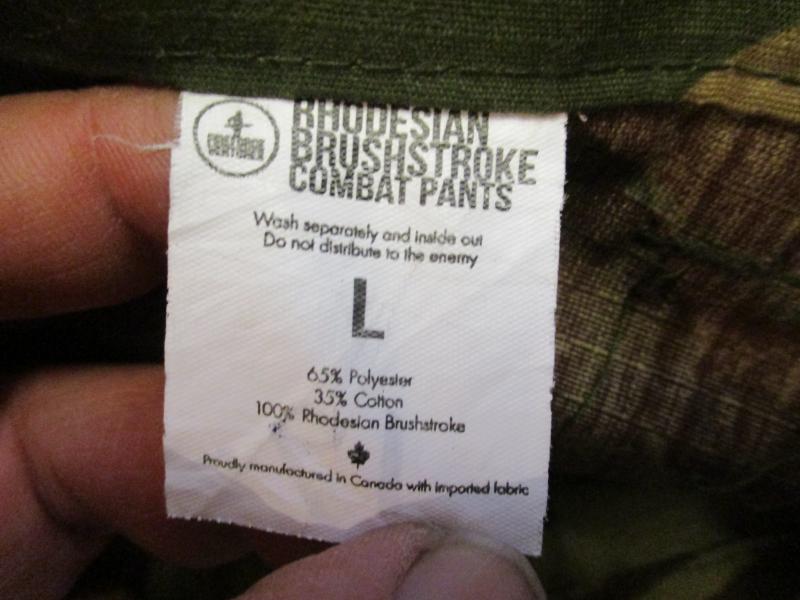 RHODESIAN
BRUSHSTROKE
COMBAT PANTS
Wash separately and inside out
Do not distribute to the enemy
L
65% Polyester
35% Cotton
100% Rhodesian Brushstroke
Proudly manufactured in Canada with imported fabric